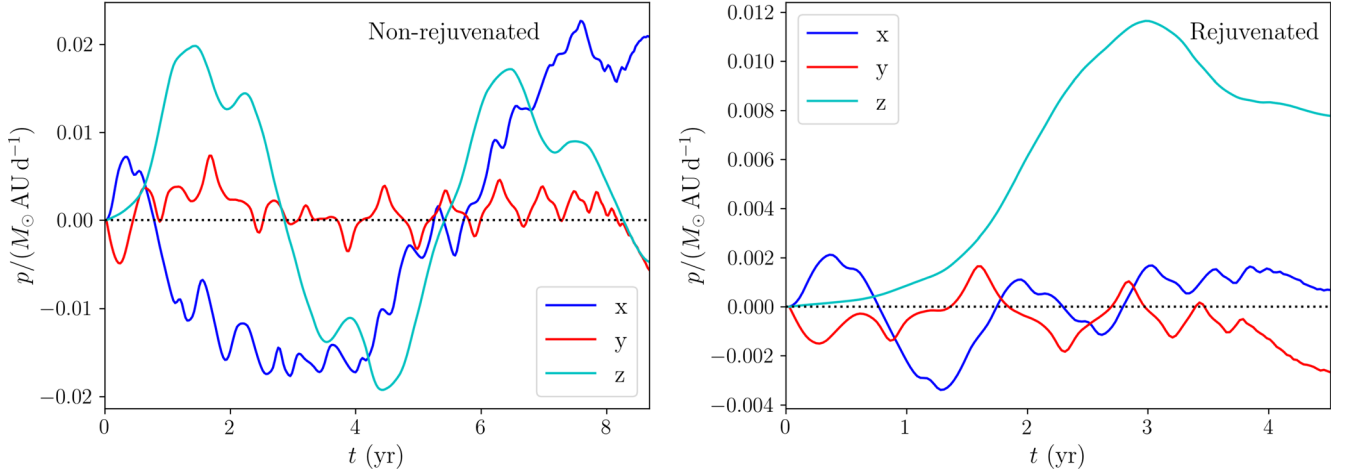 Non-rejuvenated
p/(M⊙ AU d⁻¹)
0.02
0.01
0.00
−0.01
−0.02
x
y
z
0 2 4 6 8
t (yr)
Rejuvenated
p/(M⊙ AU d⁻¹)
0.012
0.010
0.008
0.006
0.004
0.002
0.000
−0.002
−0.004
x
y
z
0 1 2 3 4
t (yr)